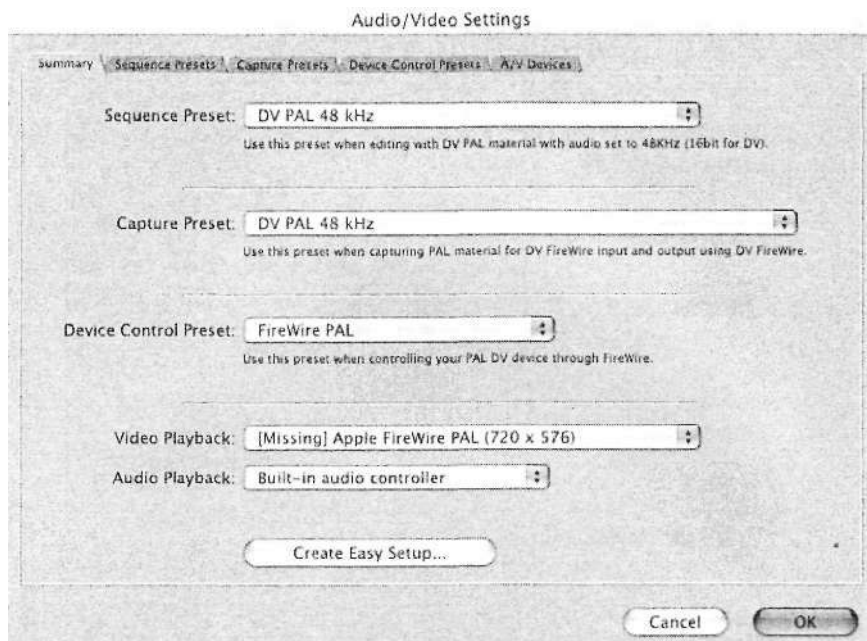 Audio/Video Settings
Summary Sequence Presets Capture Presets Device Control Presets A/V Devices
Sequence Preset: DV PAL 48 kHz
Use this preset when editing with DV PAL material with audio set to 48KHz (16bit for DV).
Capture Preset: DV PAL 48 kHz
Use this preset when capturing PAL material for DV FireWire input and output using DV FireWire.
Device Control Preset: FireWire PAL
Use this preset when controlling your PAL DV device through FireWire.
Video Playback: [Missing] Apple FireWire PAL (720 x 576)
Audio Playback: Built-in audio controller
Create Easy Setup...
Cancel OK